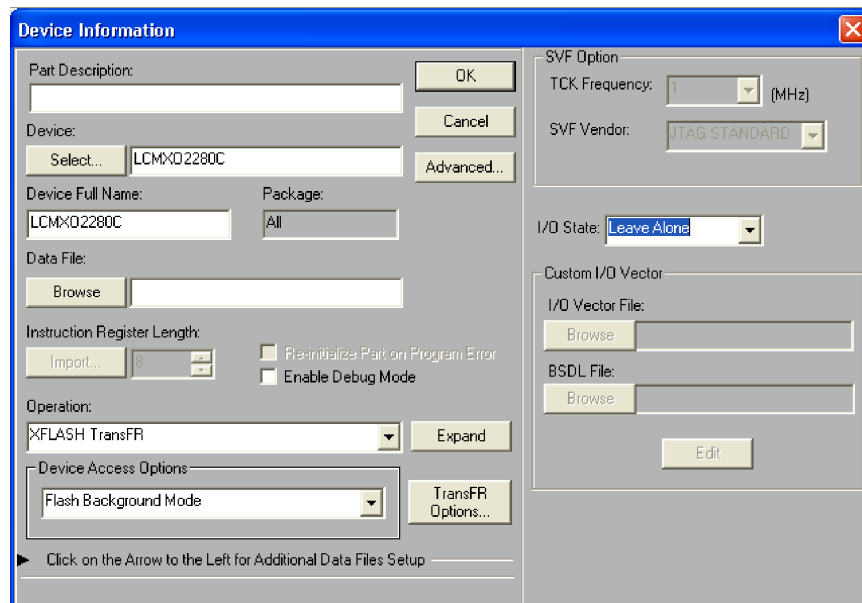 Device Information
Part Description:
OK
Device:
Cancel
Select...
LCMXO2280C
Advanced...
Device Full Name:
Package:
LCMXO2280C
All
Data File:
Browse
Instruction Register Length:
Import...
8
Re-initialize Part on Program Error
Enable Debug Mode
Operation:
XFLASH TransFR
Expand
Device Access Options
Flash Background Mode
TransFR
Options...
Click on the Arrow to the Left for Additional Data Files Setup
SVF Option
TCK Frequency:
1
(MHz)
SVF Vendor:
JTAG STANDARD
I/O State:
Leave Alone
Custom I/O Vector
I/O Vector File:
Browse
BSDL File:
Browse
Edit